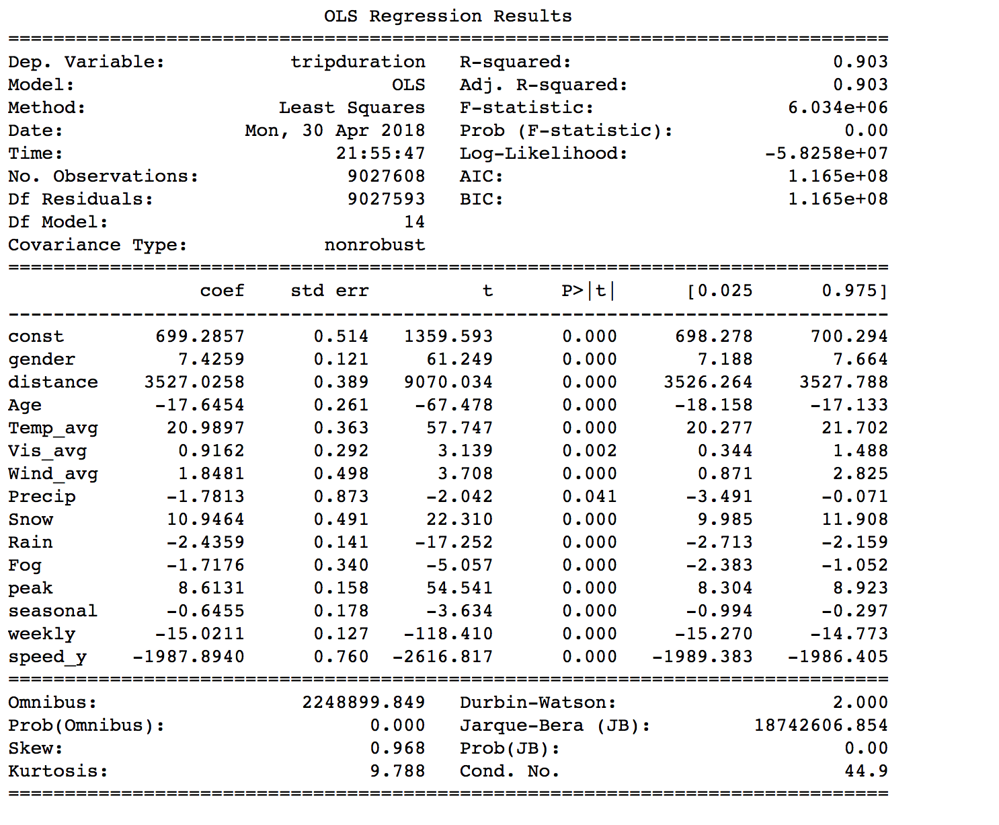 OLS Regression Results
==============================================================================
Dep. Variable:            tripduration   R-squared:                       0.903
Model:                             OLS   Adj. R-squared:                  0.903
Method:                  Least Squares   F-statistic:                 6.034e+06
Date:                 Mon, 30 Apr 2018   Prob (F-statistic):               0.00
Time:                         21:55:47   Log-Likelihood:            -5.8258e+07
No. Observations:              9027608   AIC:                         1.165e+08
Df Residuals:                  9027593   BIC:                         1.165e+08
Df Model:                           14
Covariance Type:             nonrobust
==============================================================================
                 coef    std err          t      P>|t|      [0.025      0.975]
------------------------------------------------------------------------------
const        699.2857      0.514   1359.593      0.000     698.278     700.294
gender         7.4259      0.121     61.249      0.000       7.188       7.664
distance    3527.0258      0.389   9070.034      0.000    3526.264    3527.788
Age          -17.6454      0.261    -67.478      0.000     -18.158     -17.133
Temp_avg      20.9897      0.363     57.747      0.000      20.277      21.702
Vis_avg        0.9162      0.292      3.139      0.002       0.344       1.488
Wind_avg       1.8481      0.498      3.708      0.000       0.871       2.825
Precip        -1.7813      0.873     -2.042      0.041      -3.491      -0.071
Snow          10.9464      0.491     22.310      0.000       9.985      11.908
Rain          -2.4359      0.141    -17.252      0.000      -2.713      -2.159
Fog           -1.7176      0.340     -5.057      0.000      -2.383      -1.052
peak           8.6131      0.158     54.541      0.000       8.304       8.923
seasonal      -0.6455      0.178     -3.634      0.000      -0.994      -0.297
weekly       -15.0211      0.127   -118.410      0.000     -15.270     -14.773
speed_y    -1987.8940      0.760  -2616.817      0.000   -1989.383   -1986.405
==============================================================================
Omnibus:                   2248899.849   Durbin-Watson:                   2.000
Prob(Omnibus):                   0.000   Jarque-Bera (JB):         18742606.854
Skew:                            0.968   Prob(JB):                         0.00
Kurtosis:                        9.788   Cond. No.                         44.9
==============================================================================